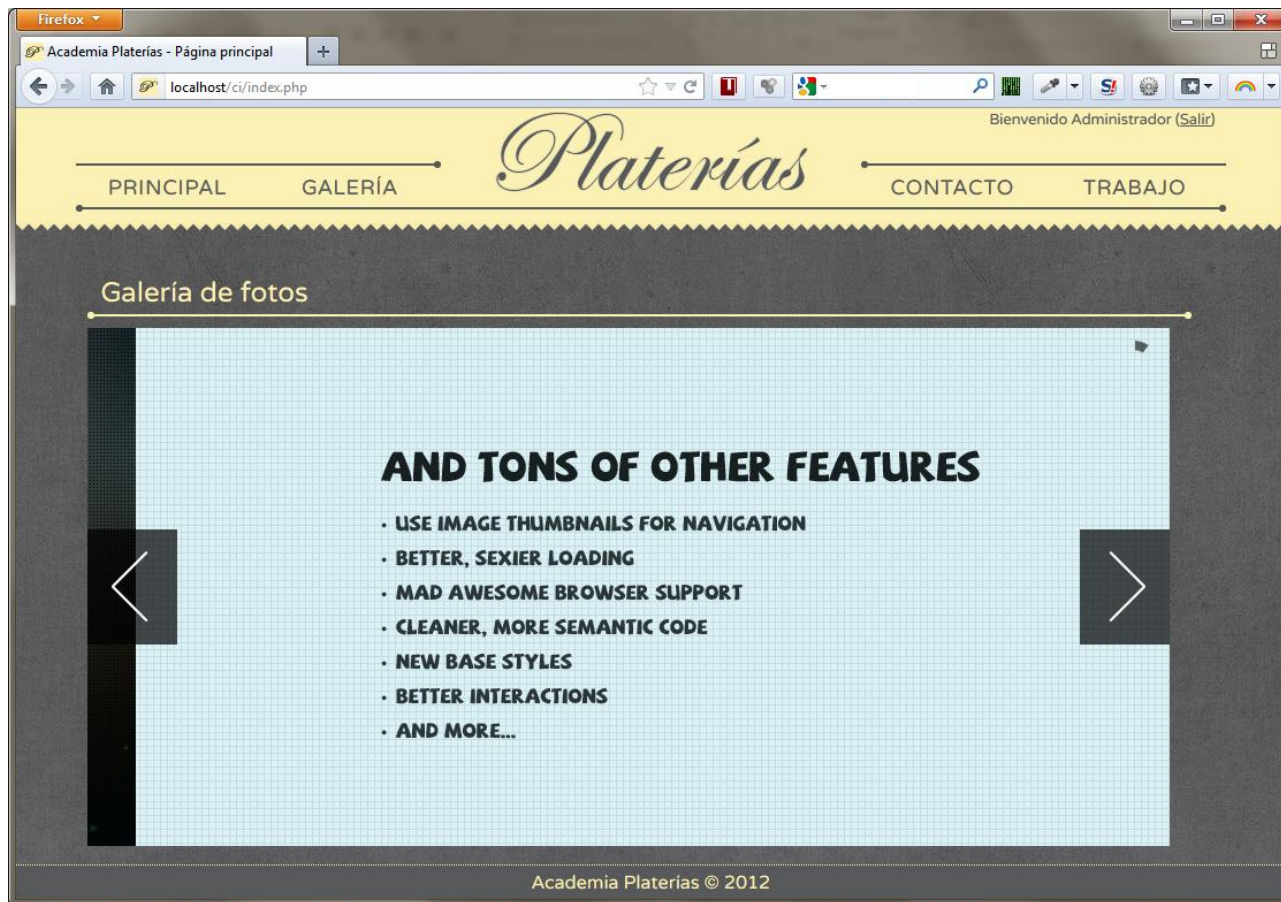 Firefox
Academia Platerías - Página principal
localhost/ci/index.php
Bienvenido Administrador (Salir)
Platerías
PRINCIPAL GALERÍA CONTACTO TRABAJO
Galería de fotos
AND TONS OF OTHER FEATURES
· USE IMAGE THUMBNAILS FOR NAVIGATION
· BETTER, SEXIER LOADING
· MAD AWESOME BROWSER SUPPORT
· CLEANER, MORE SEMANTIC CODE
· NEW BASE STYLES
· BETTER INTERACTIONS
· AND MORE...
Academia Platerías © 2012